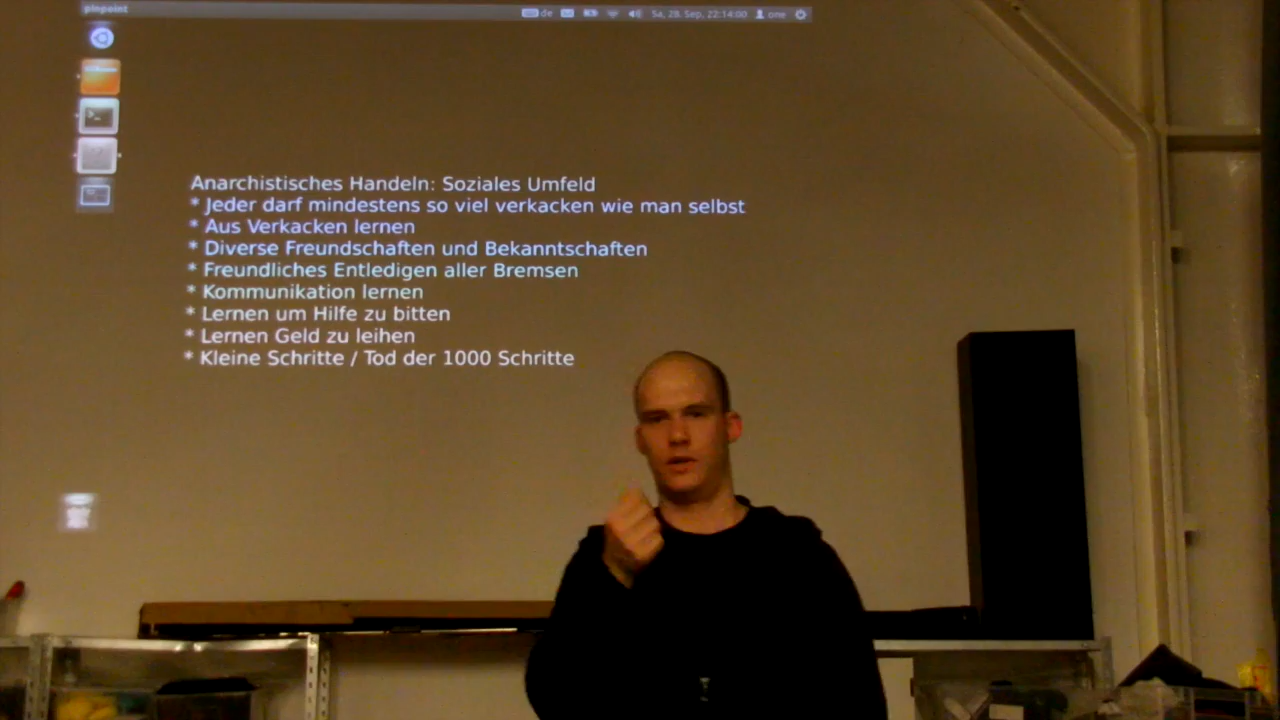 pinpoint
de Sa, 28. Sep, 22:14:00 one
Anarchistisches Handeln: Soziales Umfeld
* Jeder darf mindestens so viel verkacken wie man selbst
* Aus Verkacken lernen
* Diverse Freundschaften und Bekanntschaften
* Freundliches Entledigen aller Bremsen
* Kommunikation lernen
* Lernen um Hilfe zu bitten
* Lernen Geld zu leihen
* Kleine Schritte / Tod der 1000 Schritte